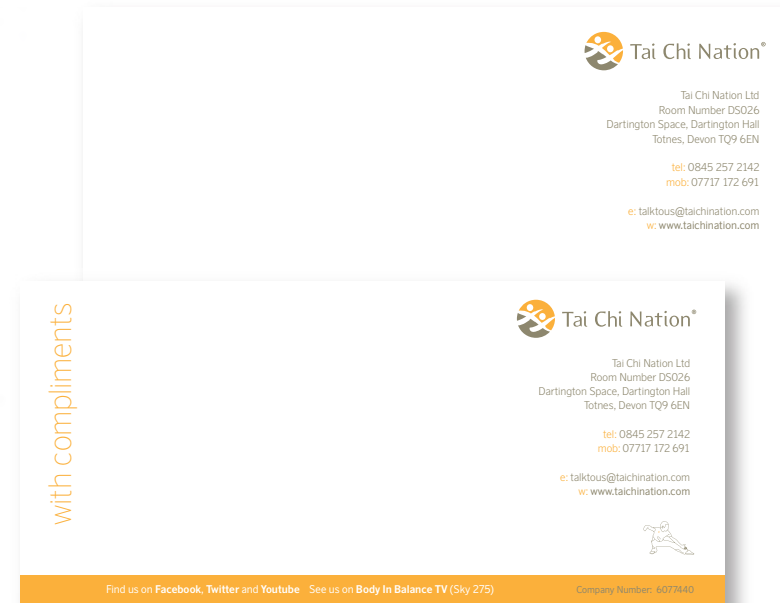 Tai Chi Nation®
Tai Chi Nation Ltd
Room Number DS026
Dartington Space, Dartington Hall
Totnes, Devon TQ9 6EN
tel: 0845 257 2142
mob: 07717 172 691
e: talktous@taichination.com
w: www.taichination.com
with compliments
Tai Chi Nation®
Tai Chi Nation Ltd
Room Number DS026
Dartington Space, Dartington Hall
Totnes, Devon TQ9 6EN
tel: 0845 257 2142
mob: 07717 172 691
e: talktous@taichination.com
w: www.taichination.com
Find us on Facebook, Twitter and Youtube See us on Body In Balance TV (Sky 275)
Company Number: 6077440